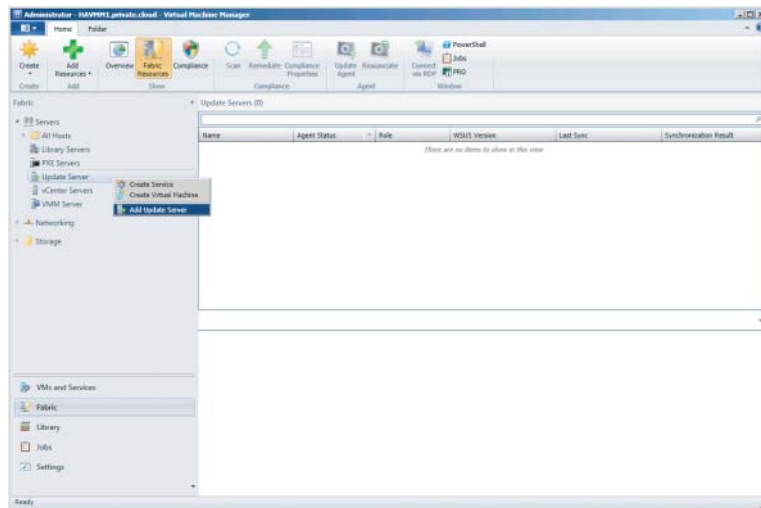 Administrator - HAVMM1.private.cloud - Virtual Machine Manager
Home Folder
Create
Add Resources
Overview
Fabric Resources
Compliance
Scan
Remediate
Compliance Properties
Update Agent
Reassociate
Connect via RDP
PowerShell
Jobs
PRO
Create Add Show Compliance Agent Window
Fabric
Servers
All Hosts
Library Servers
PXE Servers
Update Server
vCenter Servers
VMM Server
Networking
Storage
Create Service
Create Virtual Machine
Add Update Server
Update Servers (0)
Name Agent Status Role WSUS Version Last Sync Synchronization Result
There are no items to show in this view
VMs and Services
Fabric
Library
Jobs
Settings
Ready